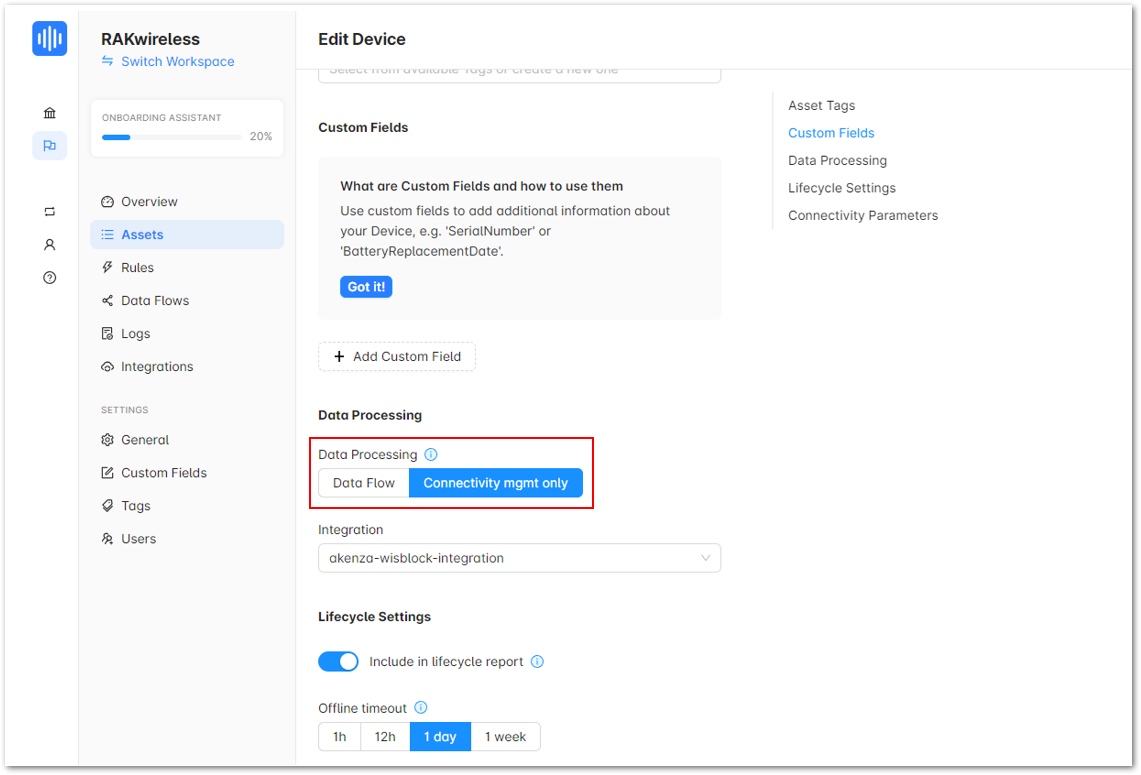 RAKwireless
Switch Workspace
ONBOARDING ASSISTANT
20%
Overview
Assets
Rules
Data Flows
Logs
Integrations
SETTINGS
General
Custom Fields
Tags
Users
Edit Device
Select from available Tags or create a new one
Custom Fields
What are Custom Fields and how to use them
Use custom fields to add additional information about
your Device, e.g. 'SerialNumber' or
'BatteryReplacementDate'.
Got it!
+ Add Custom Field
Data Processing
Data Processing
Data Flow
Connectivity mgmt only
Integration
akenza-wisblock-integration
Lifecycle Settings
Include in lifecycle report
Offline timeout
1h
12h
1 day
1 week
Asset Tags
Custom Fields
Data Processing
Lifecycle Settings
Connectivity Parameters